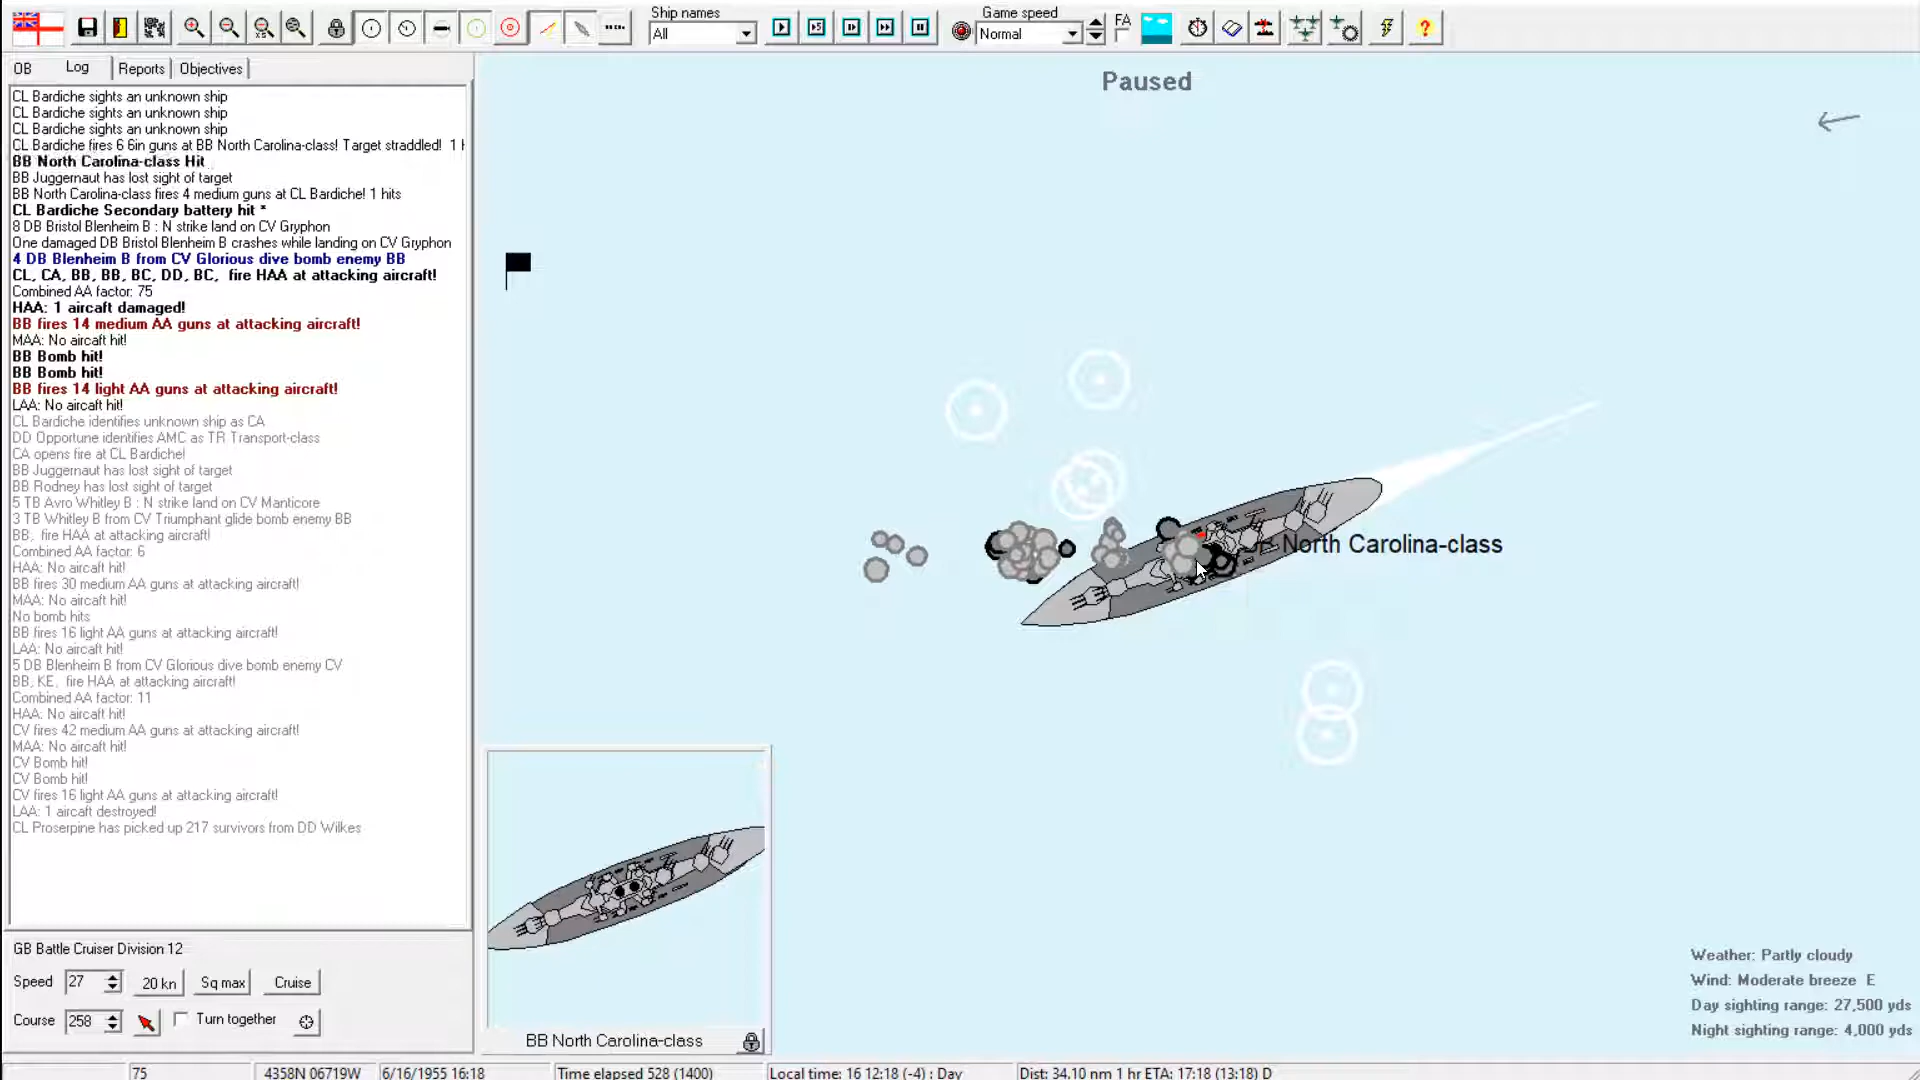 Ship names
All
Game speed
Normal
FA
OB
Log
Reports
Objectives
CL Bardiche sights an unknown ship
CL Bardiche sights an unknown ship
CL Bardiche sights an unknown ship
CL Bardiche fires 6 6in guns at BB North Carolina-class! Target straddled! 1
BB North Carolina-class Hit
BB Juggernaut has lost sight of target
BB North Carolina-class fires 4 medium guns at CL Bardiche! 1 hits
CL Bardiche Secondary battery hit *
8 DB Bristol Blenheim B : N strike land on CV Gryphon
One damaged DB Bristol Blenheim B crashes while landing on CV Gryphon
4 DB Blenheim B from CV Glorious dive bomb enemy BB
CL, CA, BB, BB, BC, DD, BC, fire HAA at attacking aircraft!
Combined AA factor: 75
HAA: 1 aircaft damaged!
BB fires 14 medium AA guns at attacking aircraft!
MAA: No aircaft hit!
BB Bomb hit!
BB Bomb hit!
BB fires 14 light AA guns at attacking aircraft!
LAA: No aircaft hit!
CL Bardiche identifies unknown ship as CA
DD Opportune identifies AMC as TR Transport-class
CA opens fire at CL Bardiche!
BB Juggernaut has lost sight of target
BB Rodney has lost sight of target
5 TB Avro Whitley B : N strike land on CV Manticore
3 TB Whitley B from CV Triumphant glide bomb enemy BB
BB, fire HAA at attacking aircraft!
Combined AA factor: 6
HAA: No aircaft hit!
BB fires 30 medium AA guns at attacking aircraft!
MAA: No aircaft hit!
No bomb hits
BB fires 16 light AA guns at attacking aircraft!
LAA: No aircaft hit!
5 DB Blenheim B from CV Glorious dive bomb enemy CV
BB, KE, fire HAA at attacking aircraft!
Combined AA factor: 11
HAA: No aircaft hit!
CV fires 42 medium AA guns at attacking aircraft!
MAA: No aircaft hit!
CV Bomb hit!
CV Bomb hit!
CV fires 16 light AA guns at attacking aircraft!
LAA: 1 aircaft destroyed!
CL Proserpine has picked up 217 survivors from DD Wilkes
Paused
North Carolina-class
GB Battle Cruiser Division 12
Speed 27 20 kn Sq max Cruise
Course 258 Turn together
BB North Carolina-class
Weather: Partly cloudy
Wind: Moderate breeze E
Day sighting range: 27,500 yds
Night sighting range: 4,000 yds
75 4358N 06719W 6/16/1955 16:18 Time elapsed 528 (1400) Local time: 16 12:18 (-4) : Day Dist: 34.10 nm 1 hr ETA: 17:18 (13:18) D